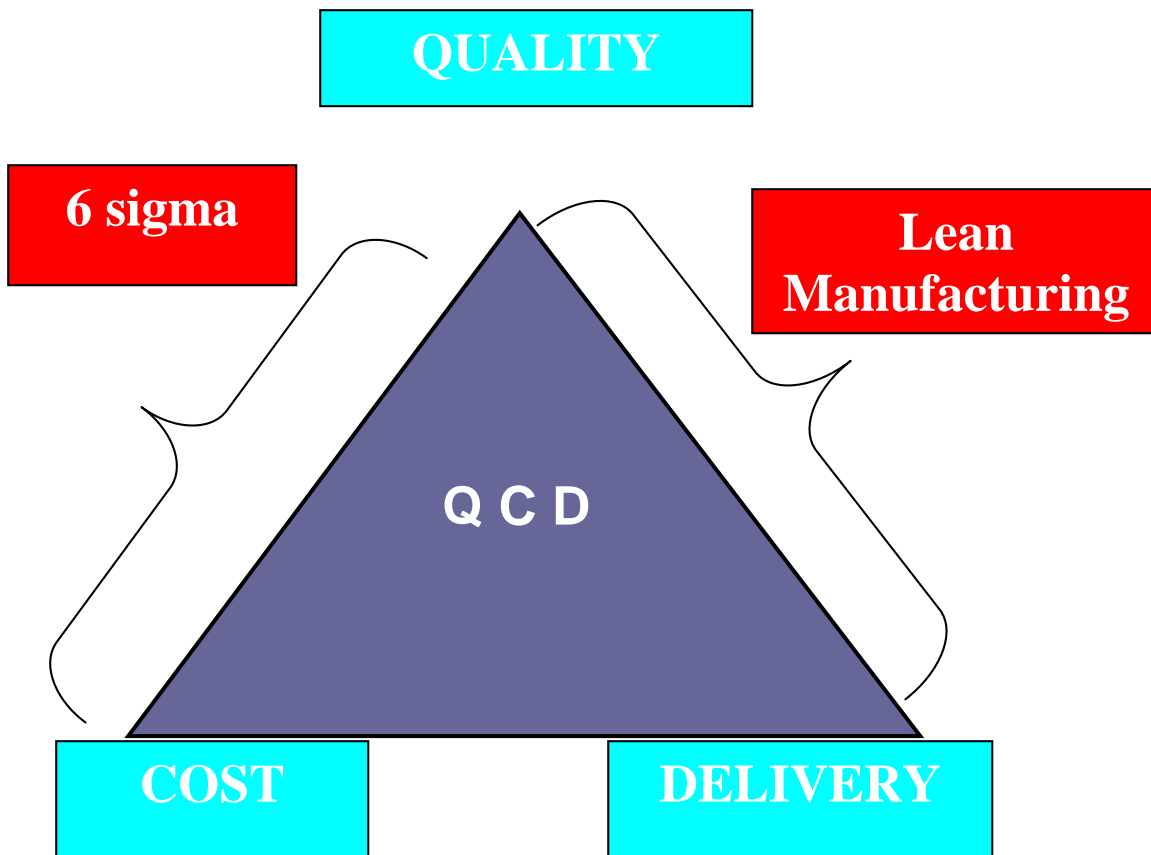 QUALITY
6 sigma
Lean
Manufacturing
Q C D
COST
DELIVERY